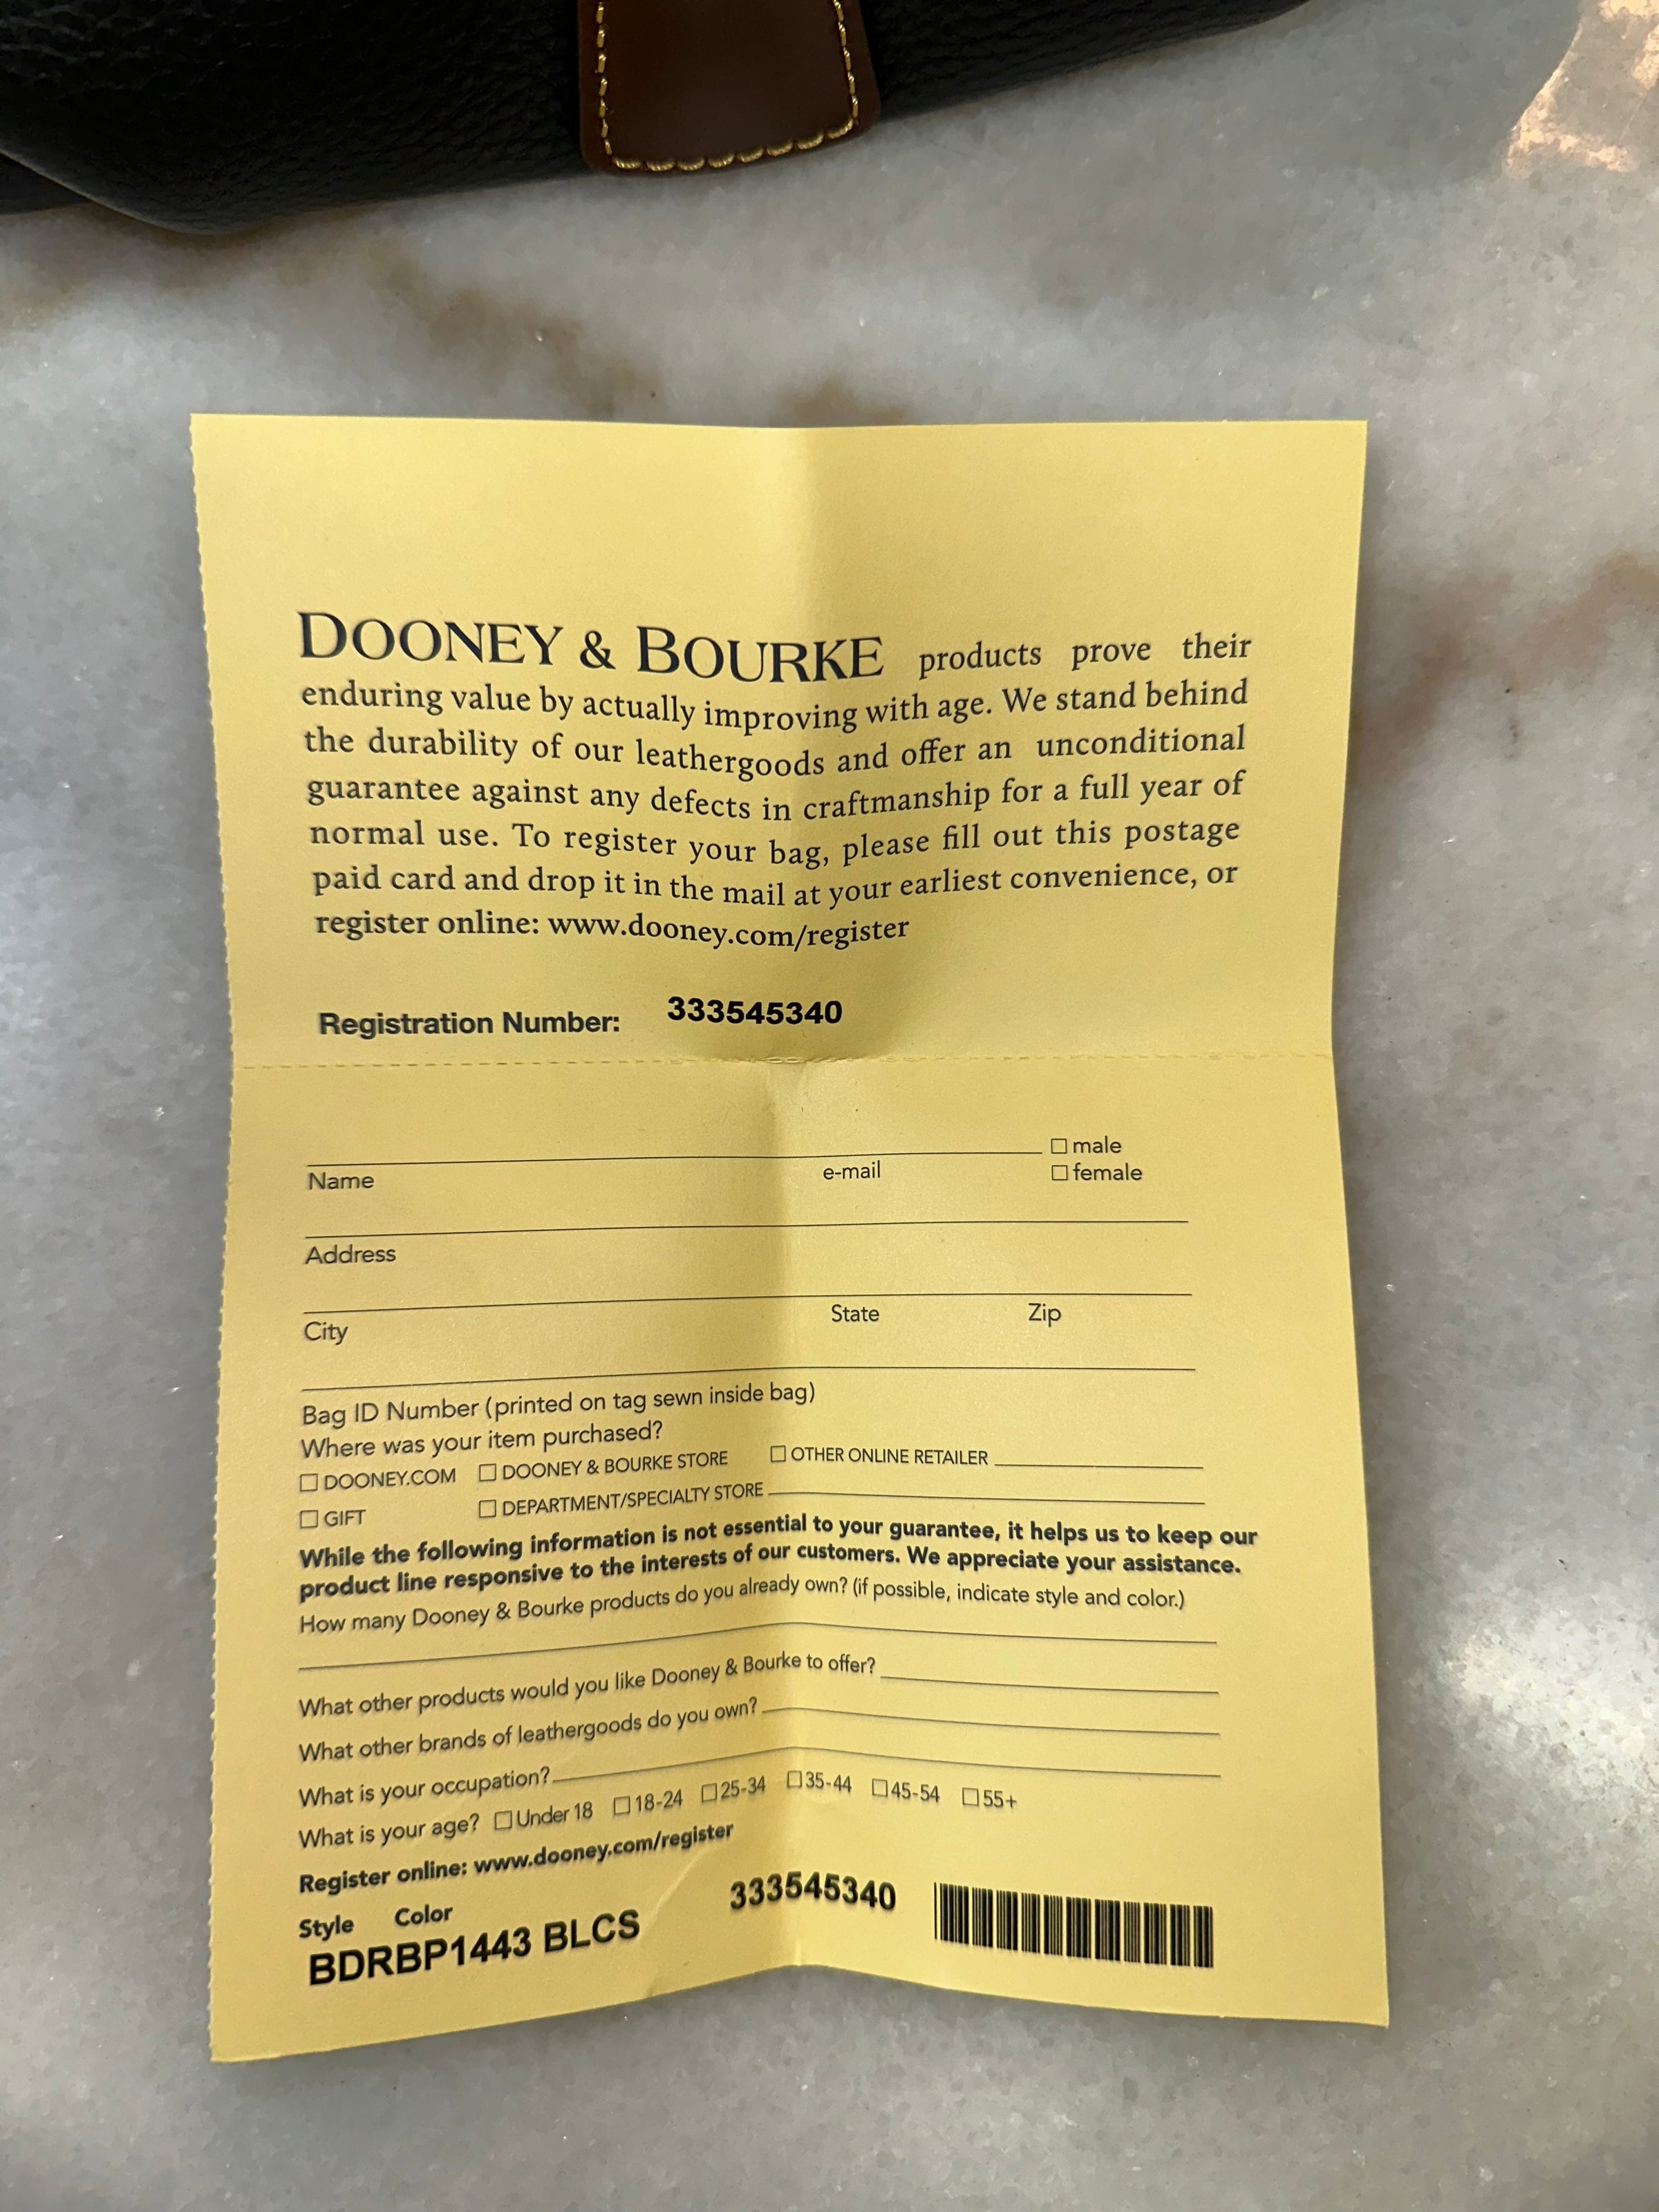 DOONEY & BOURKE products prove their
enduring value by actually improving with age. We stand behind
the durability of our leathergoods and offer an unconditional
guarantee against any defects in craftmanship for a full year of
normal use. To register your bag, please fill out this postage
paid card and drop it in the mail at your earliest convenience, or
register online: www.dooney.com/register
Registration Number: 333545340
☐ male
Name e-mail ☐ female
Address
City State Zip
Bag ID Number (printed on tag sewn inside bag)
Where was your item purchased?
☐ DOONEY.COM ☐ DOONEY & BOURKE STORE ☐ OTHER ONLINE RETAILER
☐ GIFT ☐ DEPARTMENT/SPECIALTY STORE
While the following information is not essential to your guarantee, it helps us to keep our
product line responsive to the interests of our customers. We appreciate your assistance.
How many Dooney & Bourke products do you already own? (if possible, indicate style and color.)
What other products would you like Dooney & Bourke to offer?
What other brands of leathergoods do you own?
What is your occupation?
What is your age? ☐ Under 18 ☐ 18-24 ☐ 25-34 ☐ 35-44 ☐ 45-54 ☐ 55+
Register online: www.dooney.com/register
Style Color 333545340
BDRBP1443 BLCS